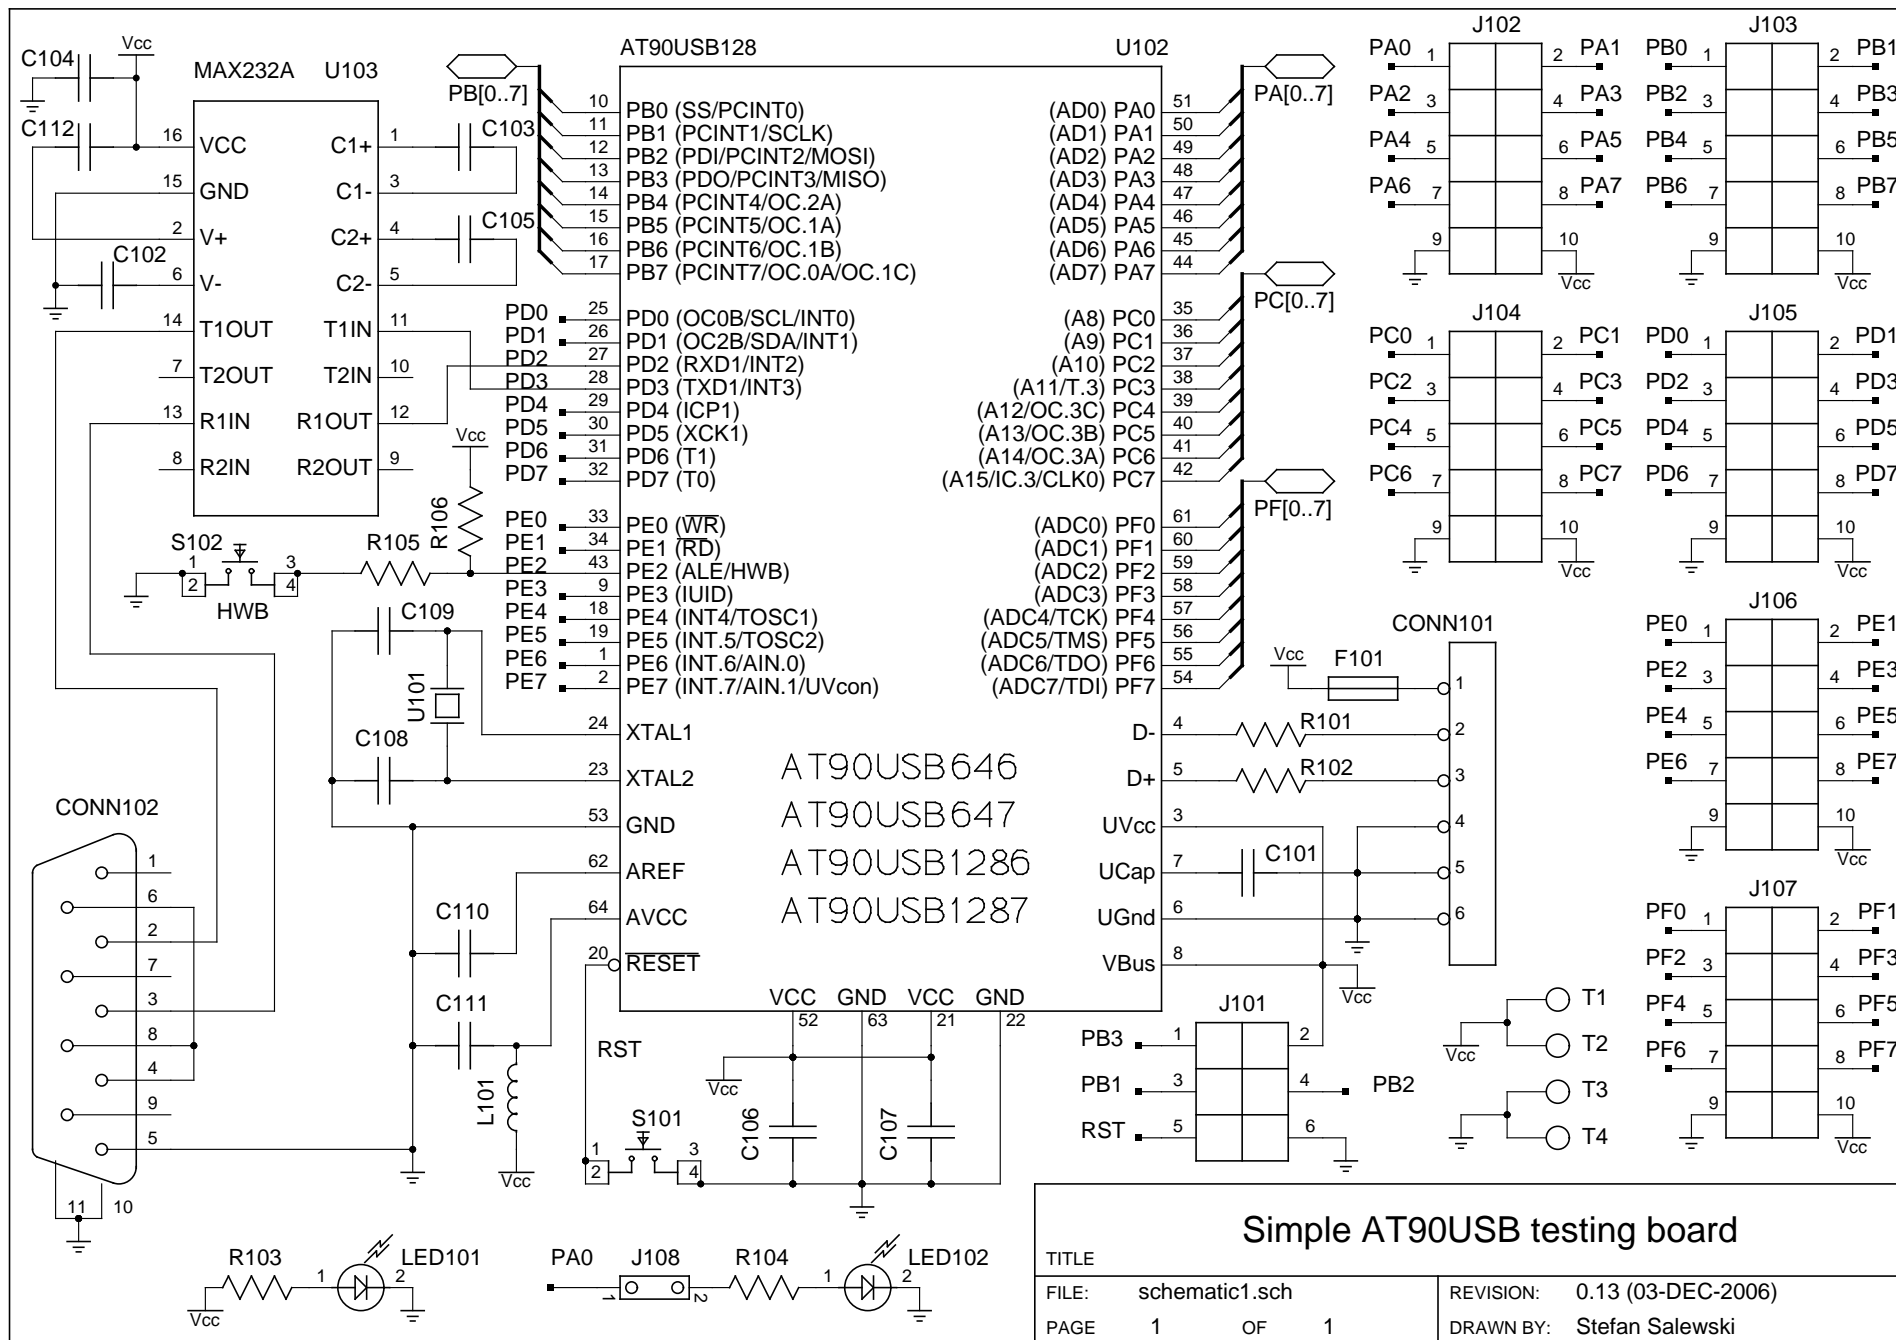 C104
Vcc
MAX232A U103
C112
16 VCC C1+ 1 C103
15 GND C1- 3
2 V+ C2+ 4 C105
C102
6 V- C2- 5
14 T1OUT T1IN 11
7 T2OUT T2IN 10
13 R1IN R1OUT 12
8 R2IN R2OUT 9
Vcc
R106
S102
1 3
2 4
HWB
R105
C109
U101
C108
CONN102
1
6
2
7
3
8
4
9
5
11 10
C110
C111
L101
Vcc
AT90USB128 U102
PB[0..7]
10 PB0 (SS/PCINT0)
11 PB1 (PCINT1/SCLK)
12 PB2 (PDI/PCINT2/MOSI)
13 PB3 (PDO/PCINT3/MISO)
14 PB4 (PCINT4/OC.2A)
15 PB5 (PCINT5/OC.1A)
16 PB6 (PCINT6/OC.1B)
17 PB7 (PCINT7/OC.0A/OC.1C)
PD0 25 PD0 (OC0B/SCL/INT0)
PD1 26 PD1 (OC2B/SDA/INT1)
PD2 27 PD2 (RXD1/INT2)
PD3 28 PD3 (TXD1/INT3)
PD4 29 PD4 (ICP1)
PD5 30 PD5 (XCK1)
PD6 31 PD6 (T1)
PD7 32 PD7 (T0)
PE0 33 PE0 (WR)
PE1 34 PE1 (RD)
PE2 43 PE2 (ALE/HWB)
PE3 9 PE3 (IUID)
PE4 18 PE4 (INT4/TOSC1)
PE5 19 PE5 (INT.5/TOSC2)
PE6 1 PE6 (INT.6/AIN.0)
PE7 2 PE7 (INT.7/AIN.1/UVcon)
24 XTAL1
23 XTAL2
53 GND
62 AREF
64 AVCC
20 RESET
AT90USB646
AT90USB647
AT90USB1286
AT90USB1287
(AD0) PA0 51
(AD1) PA1 50
(AD2) PA2 49
(AD3) PA3 48
(AD4) PA4 47
(AD5) PA5 46
(AD6) PA6 45
(AD7) PA7 44
PA[0..7]
(A8) PC0 35
(A9) PC1 36
(A10) PC2 37
(A11/T.3) PC3 38
(A12/OC.3C) PC4 39
(A13/OC.3B) PC5 40
(A14/OC.3A) PC6 41
(A15/IC.3/CLK0) PC7 42
PC[0..7]
(ADC0) PF0 61
(ADC1) PF1 60
(ADC2) PF2 59
(ADC3) PF3 58
(ADC4/TCK) PF4 57
(ADC5/TMS) PF5 56
(ADC6/TDO) PF6 55
(ADC7/TDI) PF7 54
PF[0..7]
D- 4 R101
D+ 5 R102
UVcc 3
UCap 7 C101
UGnd 6
VBus 8
Vcc
VCC GND VCC GND
52 63 21 22
Vcc
C106
C107
RST
S101
1 3
2 4
CONN101
Vcc F101
1
2
3
4
5
6
J101
PB3 1 2
PB1 3 4 PB2
RST 5 6
T1
T2
Vcc
T3
T4
J102
PA0 1 2 PA1
PA2 3 4 PA3
PA4 5 6 PA5
PA6 7 8 PA7
9 10
Vcc
J103
PB0 1 2 PB1
PB2 3 4 PB3
PB4 5 6 PB5
PB6 7 8 PB7
9 10
Vcc
J104
PC0 1 2 PC1
PC2 3 4 PC3
PC4 5 6 PC5
PC6 7 8 PC7
9 10
Vcc
J105
PD0 1 2 PD1
PD2 3 4 PD3
PD4 5 6 PD5
PD6 7 8 PD7
9 10
Vcc
J106
PE0 1 2 PE1
PE2 3 4 PE3
PE4 5 6 PE5
PE6 7 8 PE7
9 10
Vcc
J107
PF0 1 2 PF1
PF2 3 4 PF3
PF4 5 6 PF5
PF6 7 8 PF7
9 10
Vcc
R103 1 2 LED101
Vcc
PA0 J108 R104 1 2 LED102
1 2
Simple AT90USB testing board
TITLE
FILE: schematic1.sch REVISION: 0.13 (03-DEC-2006)
PAGE 1 OF 1 DRAWN BY: Stefan Salewski